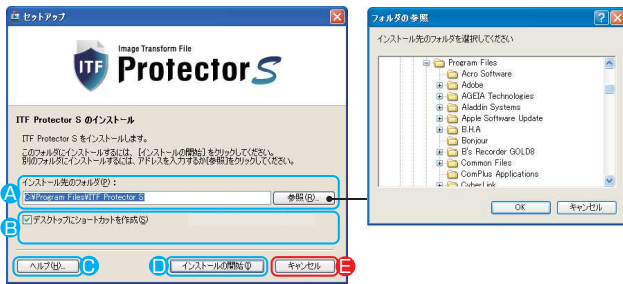 セットアップ
ITF
Image Transform File
Protector S
ITF Protector S のインストール
ITF Protector S をインストールします。
このフォルダにインストールするには、[インストールの開始] をクリックしてください。
別のフォルダにインストールするには、アドレスを入力するか[参照]をクリックしてください。
A
インストール先のフォルダ(P):
C:¥Program Files¥ITF Protector S
参照(R)...
B
デスクトップにショートカットを作成(S)
ヘルプ(H)...
C
D
インストールの開始(I)
キャンセル
E
フォルダの参照
インストール先のフォルダを選択してください
Program Files
Acro Software
Adobe
AGEIA Technologies
Aladdin Systems
Apple Software Update
B.H.A
Bonjour
B's Recorder GOLD8
Common Files
ComPlus Applications
CyberLink
OK
キャンセル